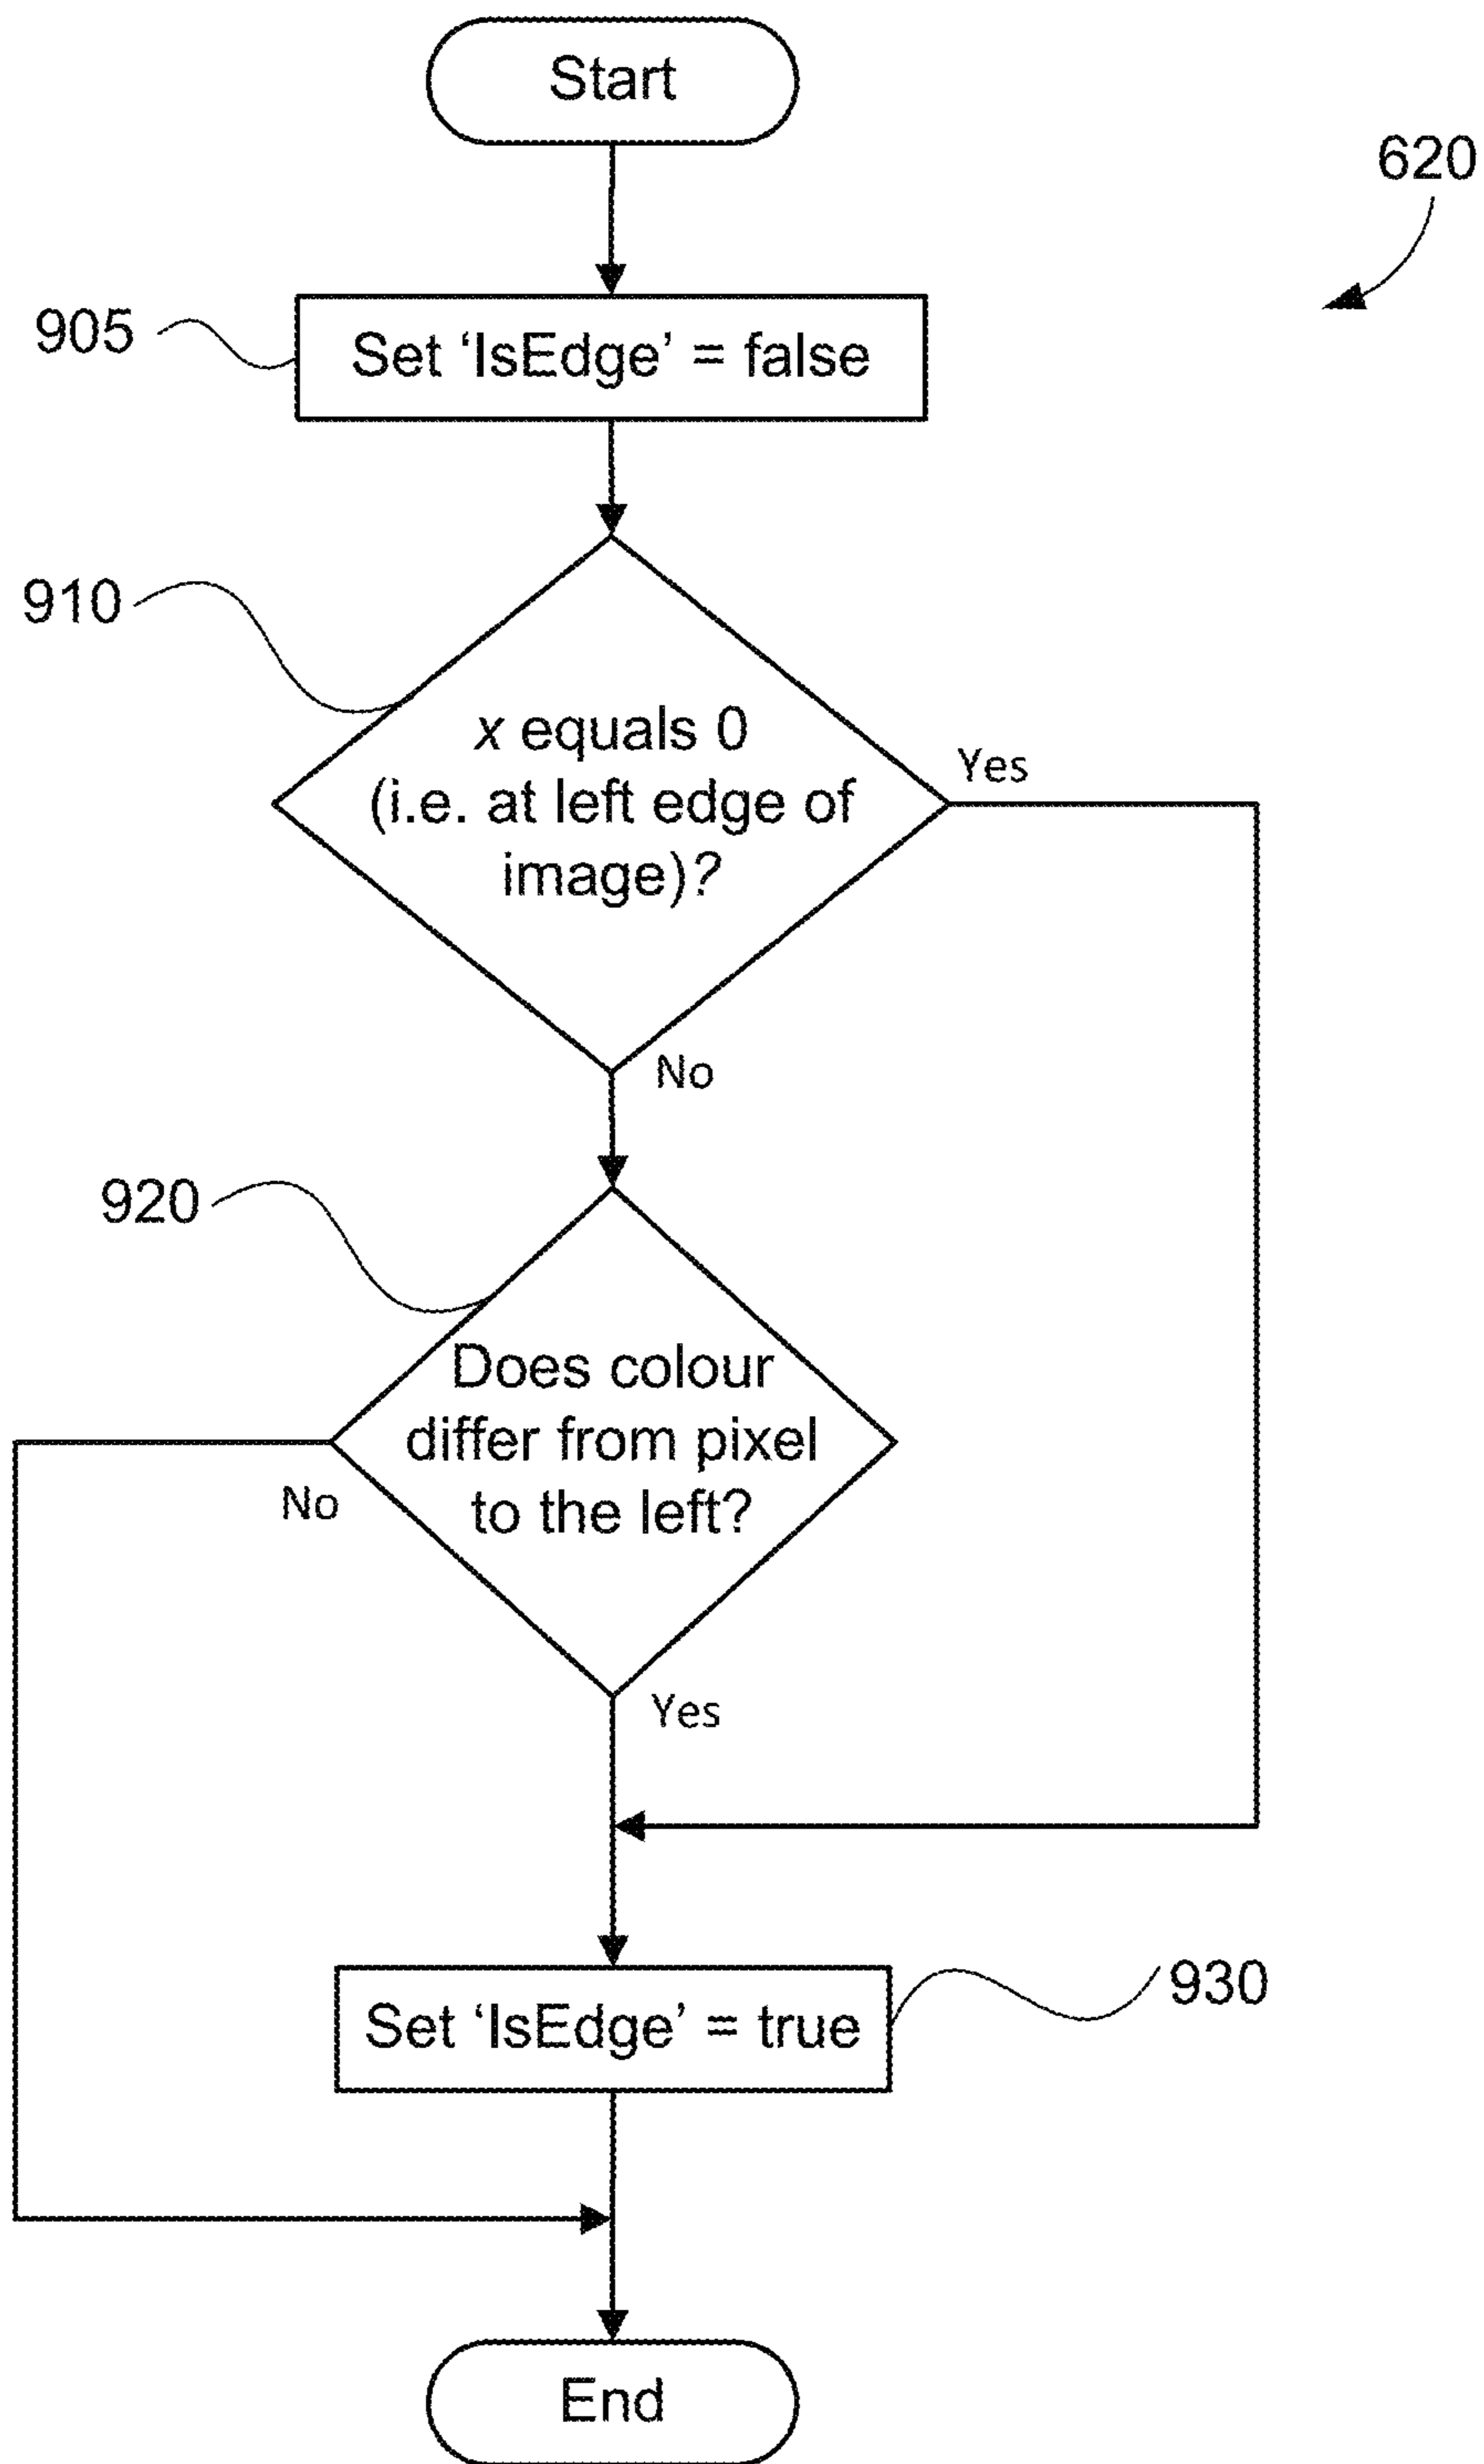 Start
620
905
Set ‘IsEdge’ = false
910
x equals 0
(i.e. at left edge of
image)?
Yes
No
920
Does colour
differ from pixel
to the left?
No
Yes
930
Set ‘IsEdge’ = true
End